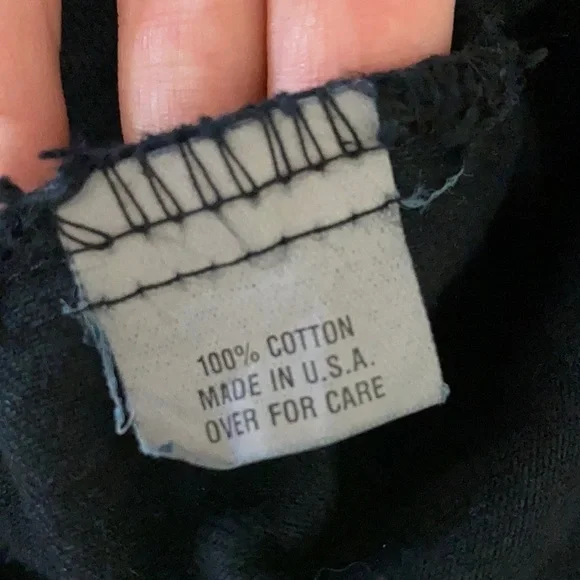 100% COTTON
MADE IN U.S.A.
OVER FOR CARE